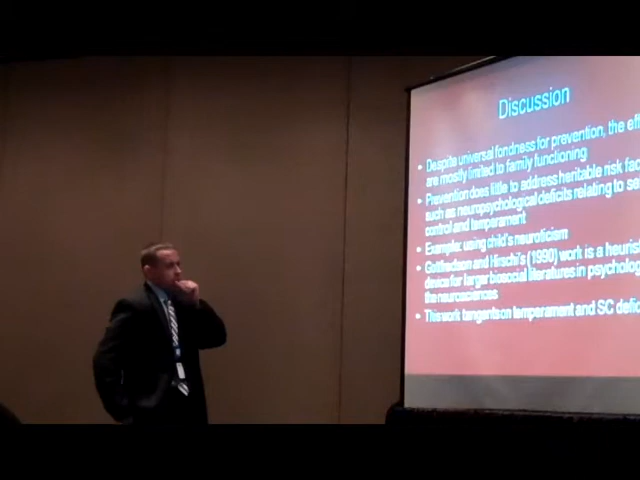 Discussion
• Despite universal fondness for prevention, the eff
are mostly limited to family functioning
• Prevention does little to address heritable risk fac
such as neuropsychological deficits relating to se
control and temperament
• Example: using child's neuroticism
• Gottfredson and Hirschi's (1990) work is a heuris
device for larger biosocial literatures in psycholog
the neurosciences
• This work tangents on temperament and SC defic